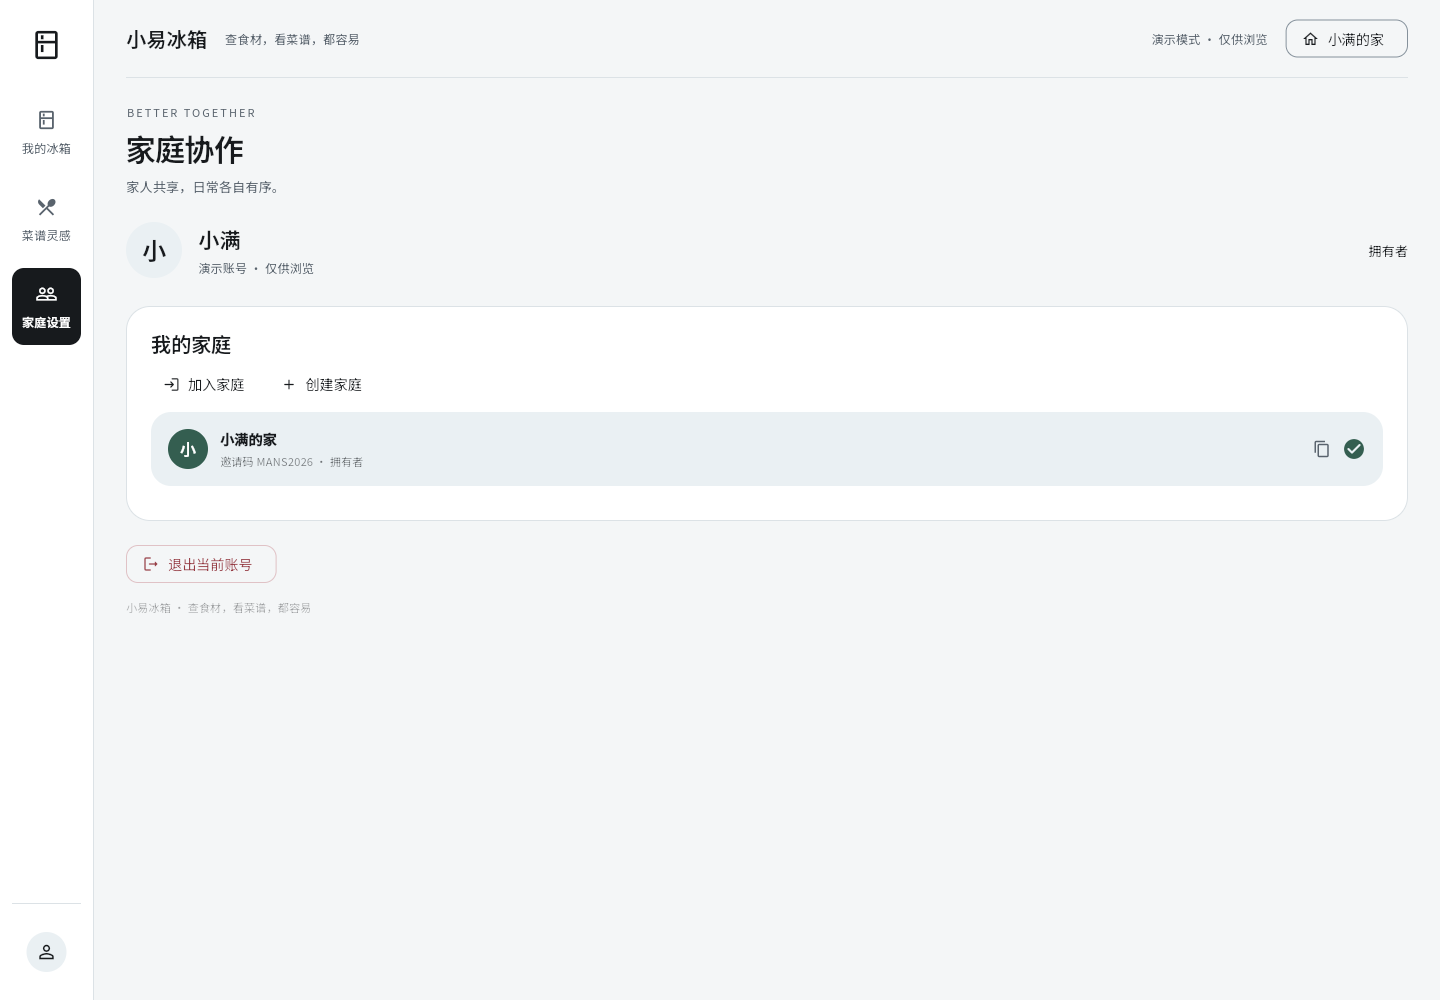 小易冰箱 查食材，看菜谱，都容易
演示模式 · 仅供浏览 小满的家
我的冰箱
菜谱灵感
家庭设置
BETTER TOGETHER
家庭协作
家人共享，日常各自有序。
小 小满
演示账号 · 仅供浏览
拥有者
我的家庭
加入家庭 创建家庭
小 小满的家
邀请码 MANS2026 · 拥有者
退出当前账号
小易冰箱 · 查食材，看菜谱，都容易